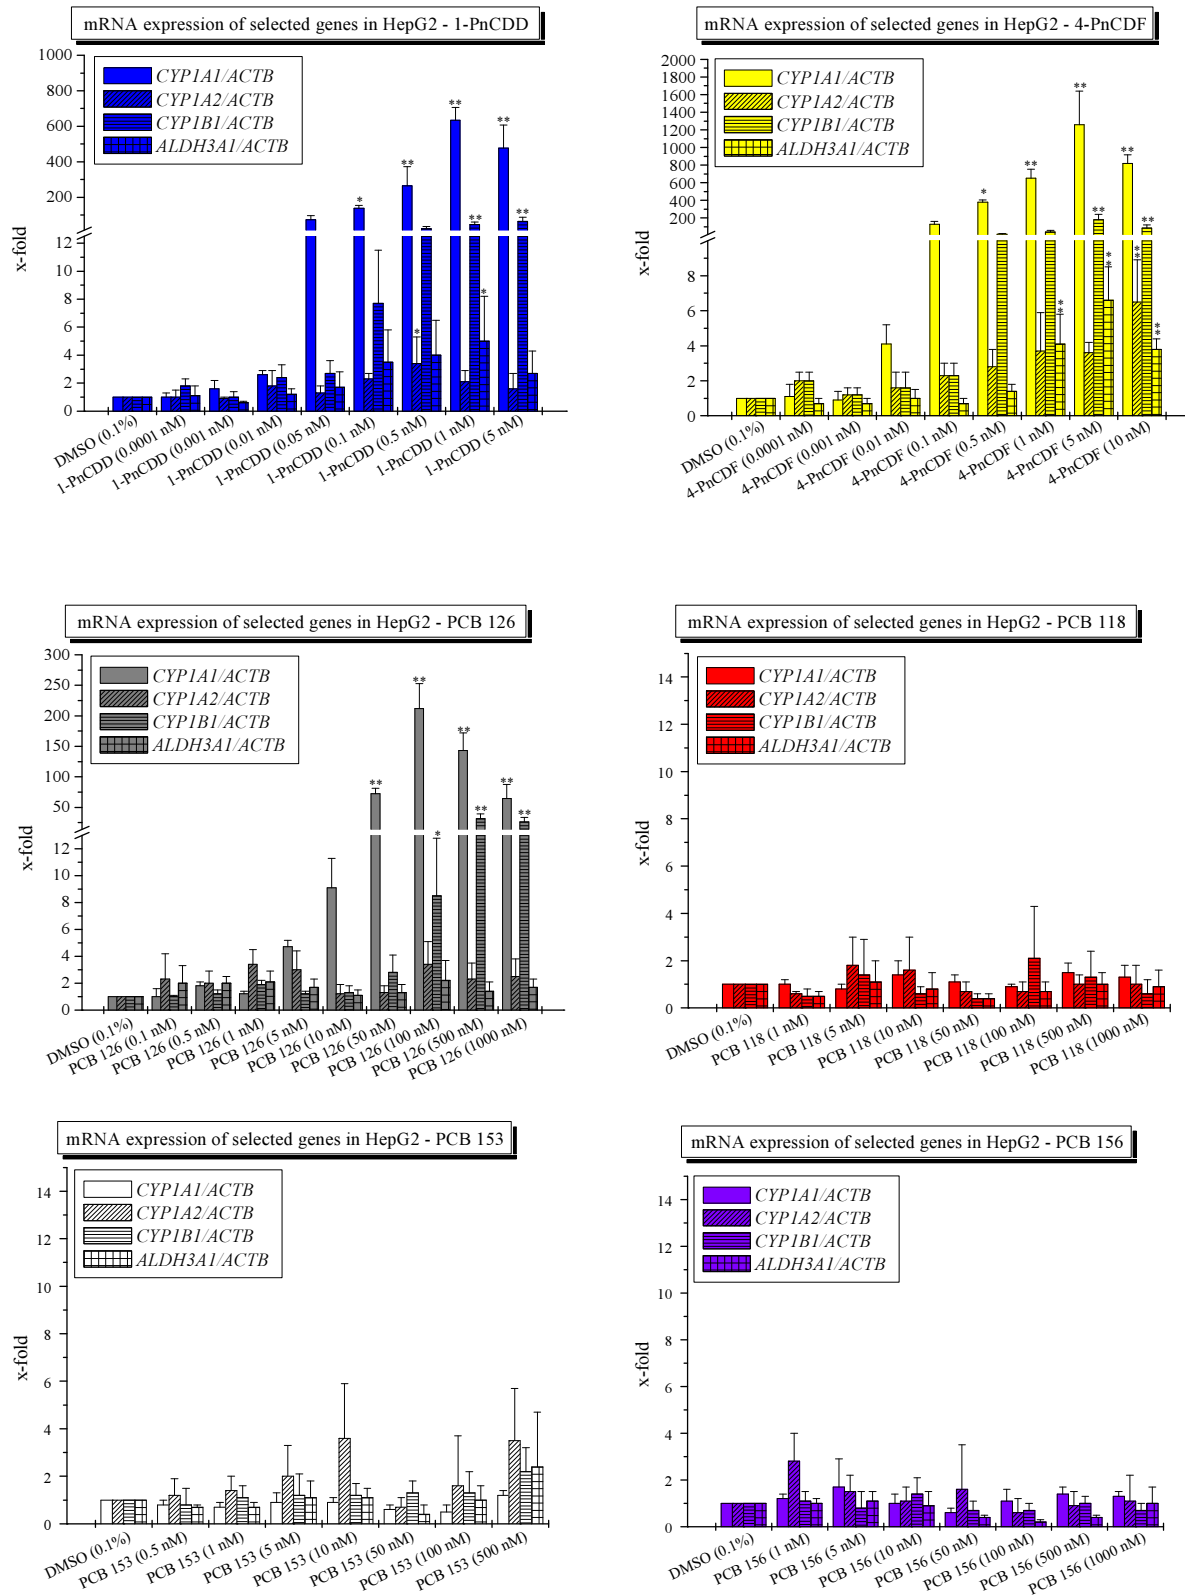 mRNA expression of selected genes in HepG2 - 1-PnCDD
1000
800
600
400
200
12
10
8
6
4
2
0
x-fold
CYP1A1/ACTB
CYP1A2/ACTB
CYP1B1/ACTB
ALDH3A1/ACTB
*
**
*
**
**
*
**
**
DMSO (0.1%)
1-PnCDD (0.0001 nM)
1-PnCDD (0.001 nM)
1-PnCDD (0.01 nM)
1-PnCDD (0.05 nM)
1-PnCDD (0.1 nM)
1-PnCDD (0.5 nM)
1-PnCDD (1 nM)
1-PnCDD (5 nM)
mRNA expression of selected genes in HepG2 - 4-PnCDF
2000
1800
1600
1400
1200
1000
800
600
400
200
8
6
4
2
0
x-fold
CYP1A1/ACTB
CYP1A2/ACTB
CYP1B1/ACTB
ALDH3A1/ACTB
*
**
**
**
**
**
**
**
**
**
DMSO (0.1%)
4-PnCDF (0.0001 nM)
4-PnCDF (0.001 nM)
4-PnCDF (0.01 nM)
4-PnCDF (0.1 nM)
4-PnCDF (0.5 nM)
4-PnCDF (1 nM)
4-PnCDF (5 nM)
4-PnCDF (10 nM)
mRNA expression of selected genes in HepG2 - PCB 126
300
250
200
150
100
50
12
10
8
6
4
2
0
x-fold
CYP1A1/ACTB
CYP1A2/ACTB
CYP1B1/ACTB
ALDH3A1/ACTB
**
**
*
**
**
**
**
DMSO (0.1%)
PCB 126 (0.1 nM)
PCB 126 (0.5 nM)
PCB 126 (1 nM)
PCB 126 (5 nM)
PCB 126 (10 nM)
PCB 126 (50 nM)
PCB 126 (100 nM)
PCB 126 (500 nM)
PCB 126 (1000 nM)
mRNA expression of selected genes in HepG2 - PCB 118
14
12
10
8
6
4
2
0
x-fold
CYP1A1/ACTB
CYP1A2/ACTB
CYP1B1/ACTB
ALDH3A1/ACTB
DMSO (0.1%)
PCB 118 (1 nM)
PCB 118 (5 nM)
PCB 118 (10 nM)
PCB 118 (50 nM)
PCB 118 (100 nM)
PCB 118 (500 nM)
PCB 118 (1000 nM)
mRNA expression of selected genes in HepG2 - PCB 153
14
12
10
8
6
4
2
0
x-fold
CYP1A1/ACTB
CYP1A2/ACTB
CYP1B1/ACTB
ALDH3A1/ACTB
DMSO (0.1%)
PCB 153 (0.5 nM)
PCB 153 (1 nM)
PCB 153 (5 nM)
PCB 153 (10 nM)
PCB 153 (50 nM)
PCB 153 (100 nM)
PCB 153 (500 nM)
mRNA expression of selected genes in HepG2 - PCB 156
14
12
10
8
6
4
2
0
x-fold
CYP1A1/ACTB
CYP1A2/ACTB
CYP1B1/ACTB
ALDH3A1/ACTB
DMSO (0.1%)
PCB 156 (1 nM)
PCB 156 (5 nM)
PCB 156 (10 nM)
PCB 156 (50 nM)
PCB 156 (100 nM)
PCB 156 (500 nM)
PCB 156 (1000 nM)